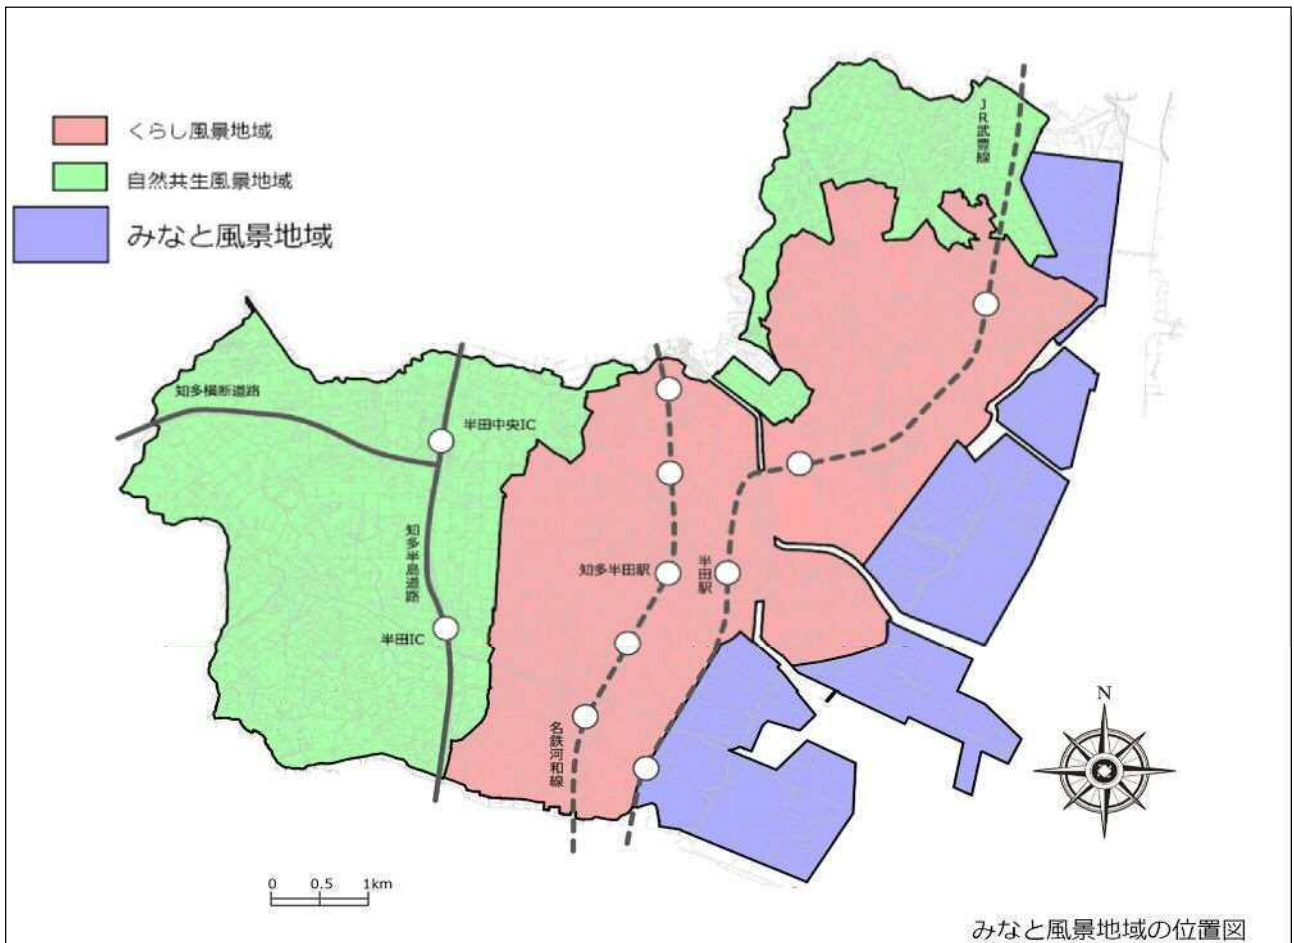 くらし風景地域
自然共生風景地域
みなと風景地域
JR武豊線
知多横断道路
半田中央IC
知多半島道路
知多半田駅
半田駅
半田IC
名鉄河和線
N
0 0.5 1km
みなと風景地域の位置図